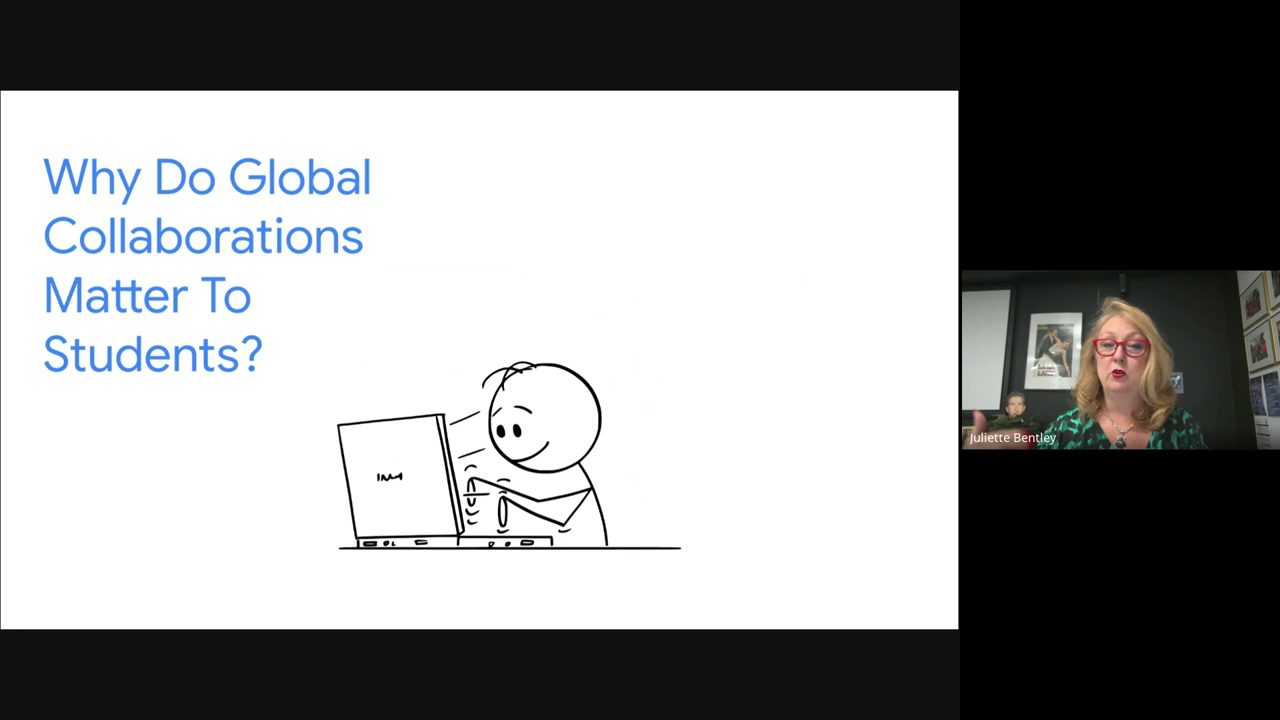 Why Do Global
Collaborations
Matter To
Students?
Juliette Bentley